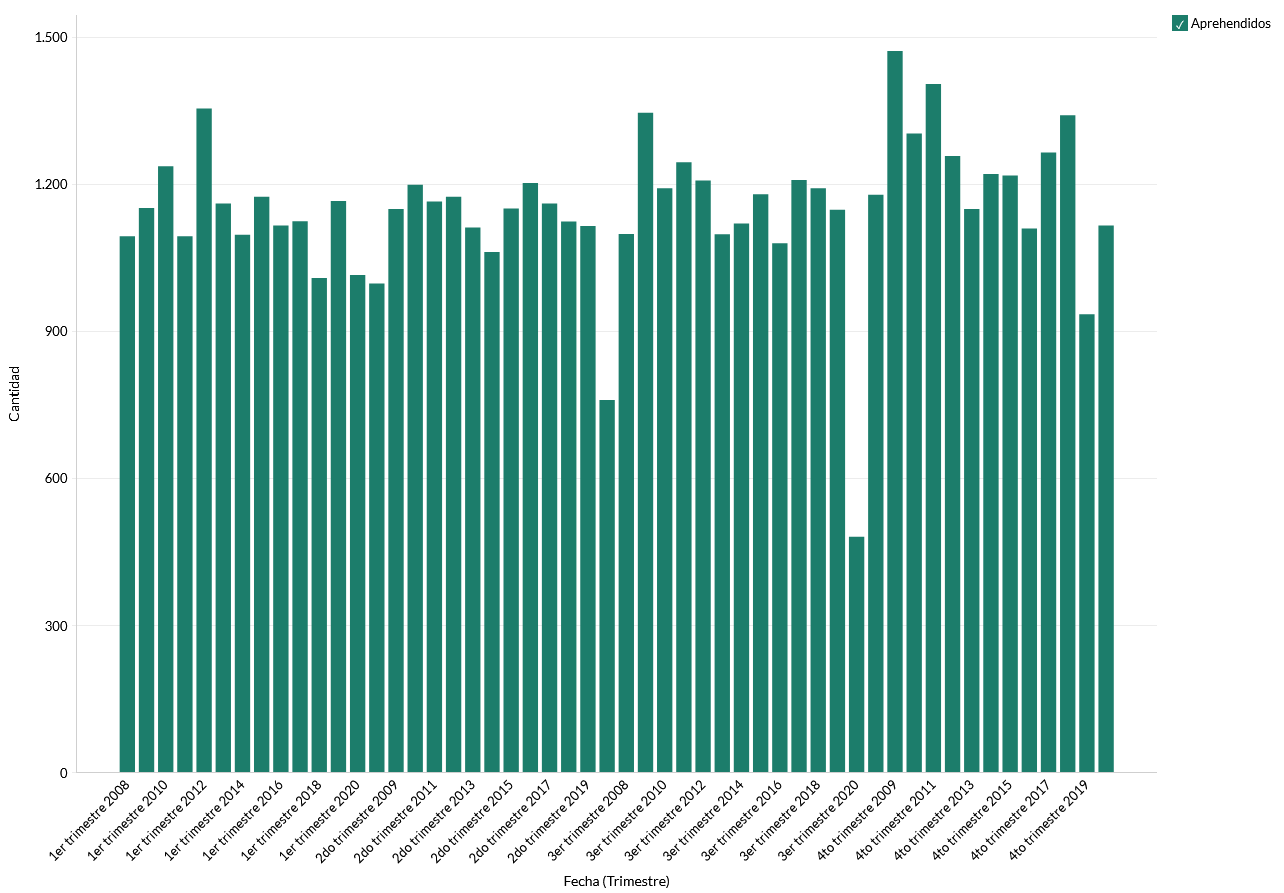 ✓ Aprehendidos
1.500
1.200
900
600
300
0
Cantidad
1er trimestre 2008
1er trimestre 2010
1er trimestre 2012
1er trimestre 2014
1er trimestre 2016
1er trimestre 2018
1er trimestre 2020
2do trimestre 2009
2do trimestre 2011
2do trimestre 2013
2do trimestre 2015
2do trimestre 2017
2do trimestre 2019
3er trimestre 2008
3er trimestre 2010
3er trimestre 2012
3er trimestre 2014
3er trimestre 2016
3er trimestre 2018
3er trimestre 2020
4to trimestre 2009
4to trimestre 2011
4to trimestre 2013
4to trimestre 2015
4to trimestre 2017
4to trimestre 2019
Fecha (Trimestre)